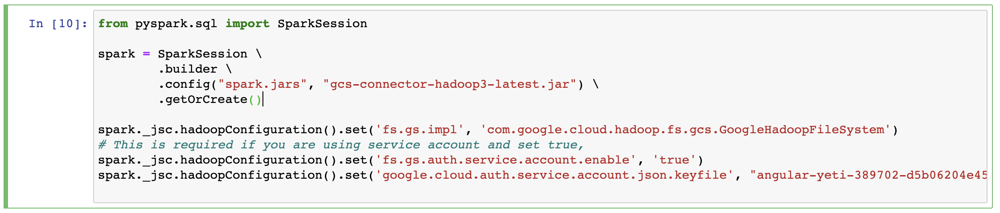 In [10]: from pyspark.sql import SparkSession
spark = SparkSession \
.builder \
.config("spark.jars", "gcs-connector-hadoop3-latest.jar") \
.getOrCreate()
spark._jsc.hadoopConfiguration().set('fs.gs.impl', 'com.google.cloud.hadoop.fs.gcs.GoogleHadoopFileSystem')
# This is required if you are using service account and set true,
spark._jsc.hadoopConfiguration().set('fs.gs.auth.service.account.enable', 'true')
spark._jsc.hadoopConfiguration().set('google.cloud.auth.service.account.json.keyfile', "angular-yeti-389702-d5b06204e45